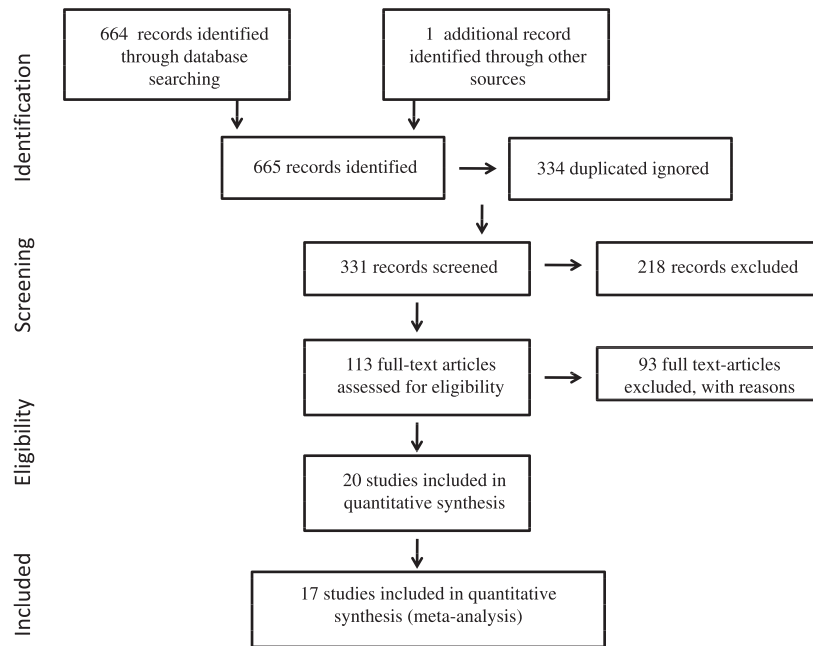 664 records identified
through database
searching
1 additional record
identified through other
sources
Identification
665 records identified
334 duplicated ignored
Screening
331 records screened
218 records excluded
113 full-text articles
assessed for eligibility
93 full text-articles
excluded, with reasons
Eligibility
20 studies included in
quantitative synthesis
Included
17 studies included in quantitative
synthesis (meta-analysis)